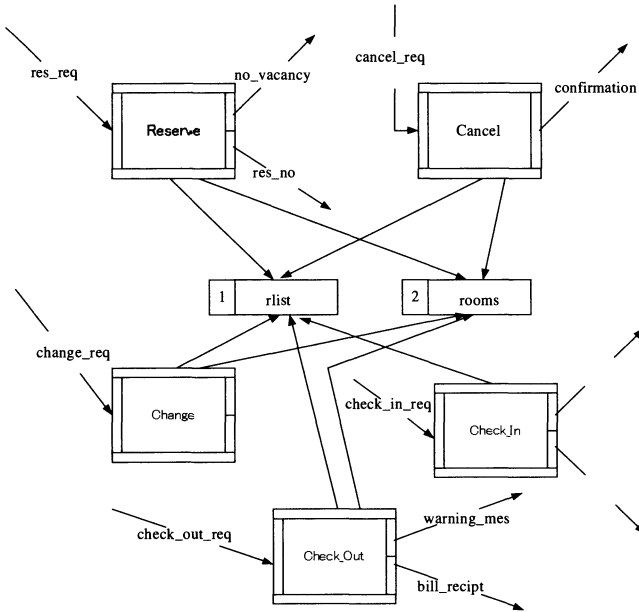 res_req
no_vacancy
Reserve
res_no
cancel_req
Cancel
confirmation
1 rlist
2 rooms
change_req
Change
check_in_req
Check_In
check_out_req
Check_Out
warning_mes
bill_recipt